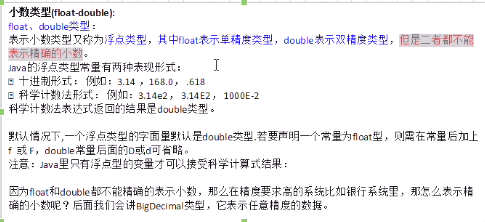 小数类型(float-double):
float、double类型：
表示小数类型又称为浮点类型，其中float表示单精度类型，double表示双精度类型，但是二者都不能
表示精确的小数。
Java的浮点类型常量有两种表现形式：
十进制形式： 例如：3.14 ，168.0， .618
科学计数法形式： 例如：3.14e2，3.14E2，1000E-2
科学计数法表达式返回的结果是double类型。
默认情况下,一个浮点类型的字面量默认是double类型.若要声明一个常量为float型，则需在常量后加上
f 或 F，double常量后面的D或d可省略。
注意：Java里只有浮点型的变量才可以接受科学计算式结果：
因为float和double都不能精确的表示小数，那么在精度要求高的系统比如银行系统里，那怎么表示精
确的小数呢？后面我们会讲BigDecimal类型，它表示任意精度的数据。